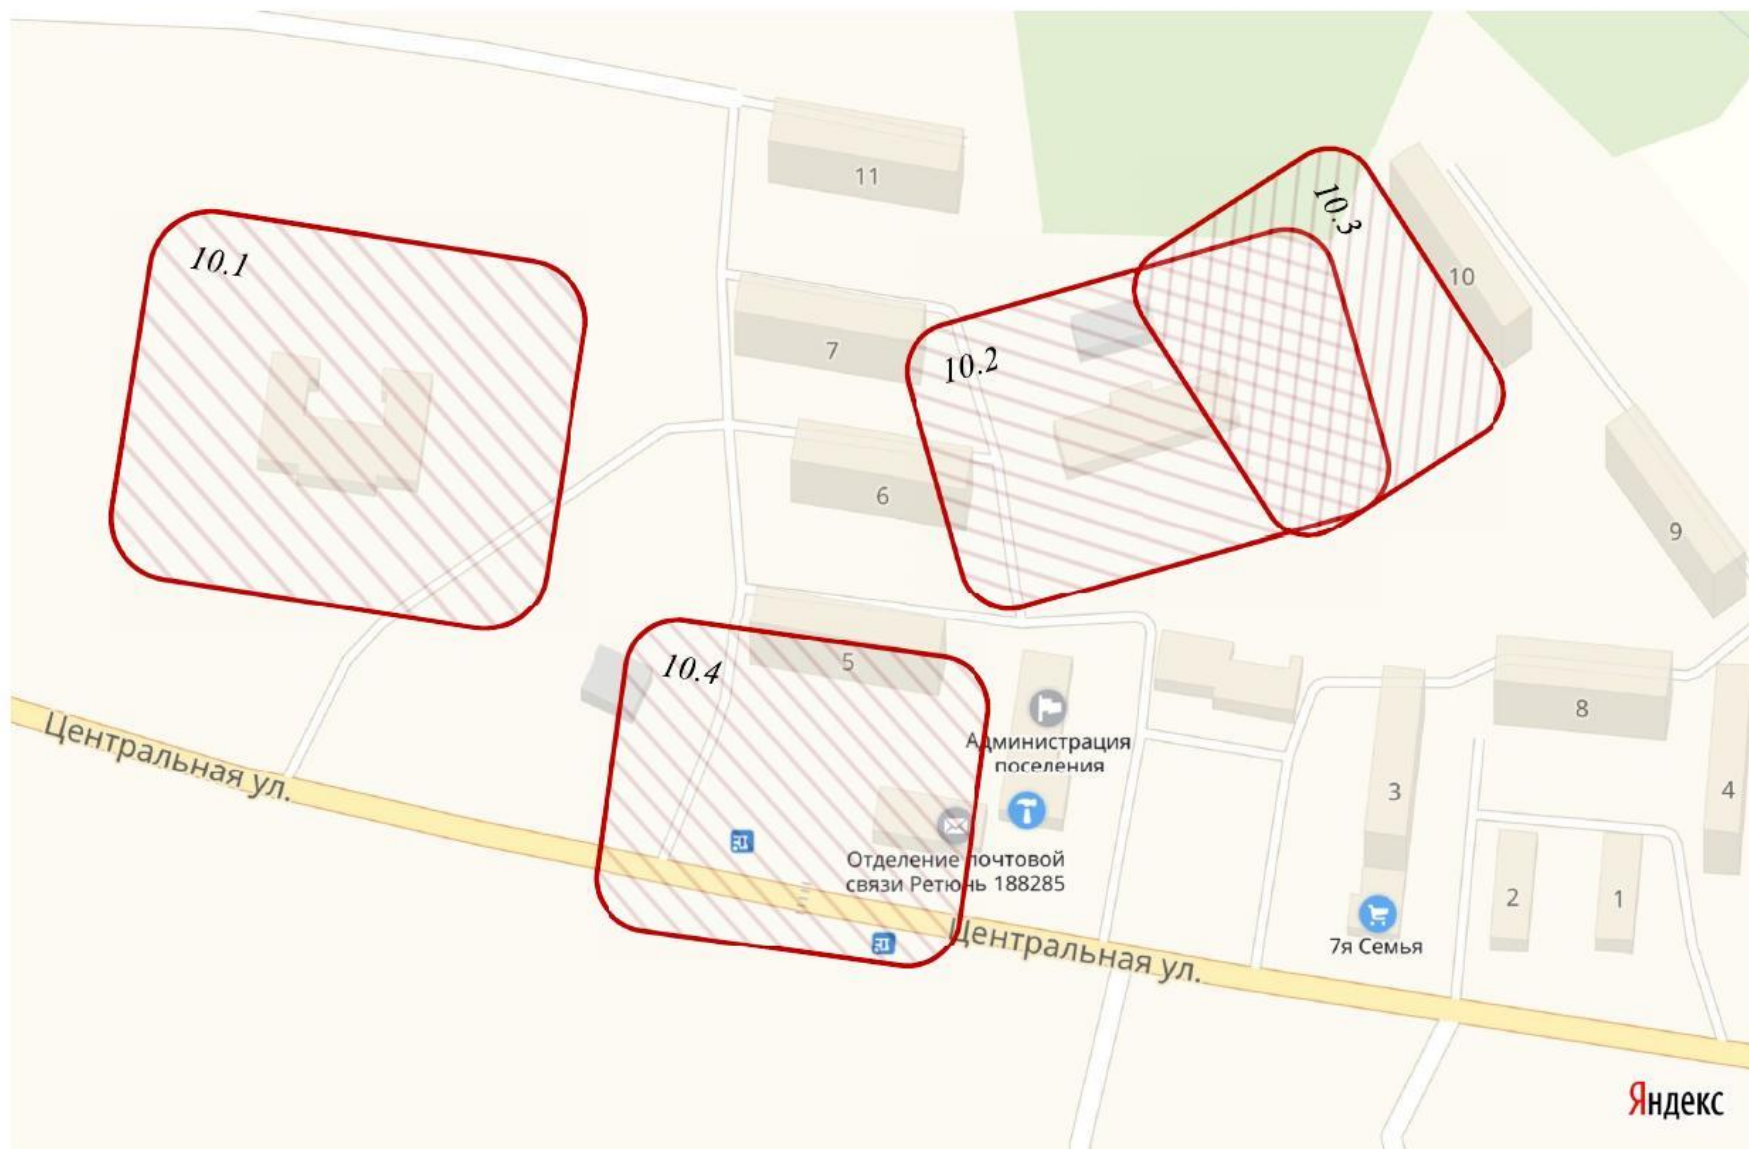 11
10.3
10.1
10
7
10.2
6
9
5
10.4
Центральная ул.
Администрация
поселения
8
3
4
Отделение почтовой
связи Ретюнь 188285
2
1
7я Семья
Центральная ул.
Яндекс